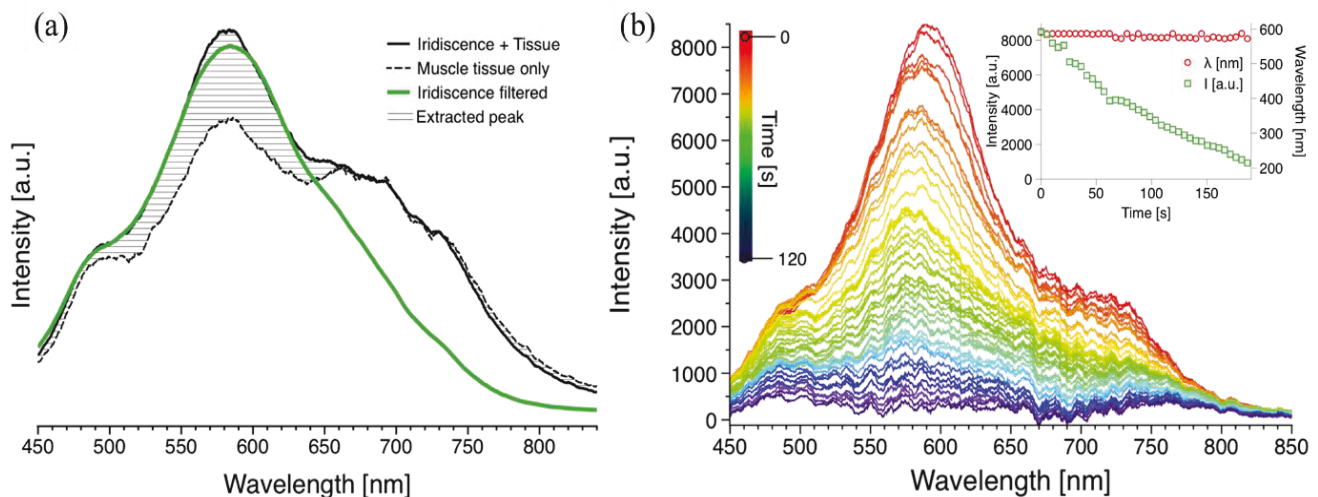 (a)
Iridiscence + Tissue
Muscle tissue only
Iridiscence filtered
Extracted peak
Intensity [a.u.]
450 500 550 600 650 700 750 800
Wavelength [nm]
(b)
8000
7000
6000
5000
4000
3000
2000
1000
0
Intensity [a.u.]
0
Time [s]
120
450 500 550 600 650 700 750 800 850
Wavelength [nm]
8000
6000
4000
2000
0
Intensity [a.u.]
λ [nm]
I [a.u.]
600
500
400
300
200
Wavelength [nm]
0 50 100 150
Time [s]